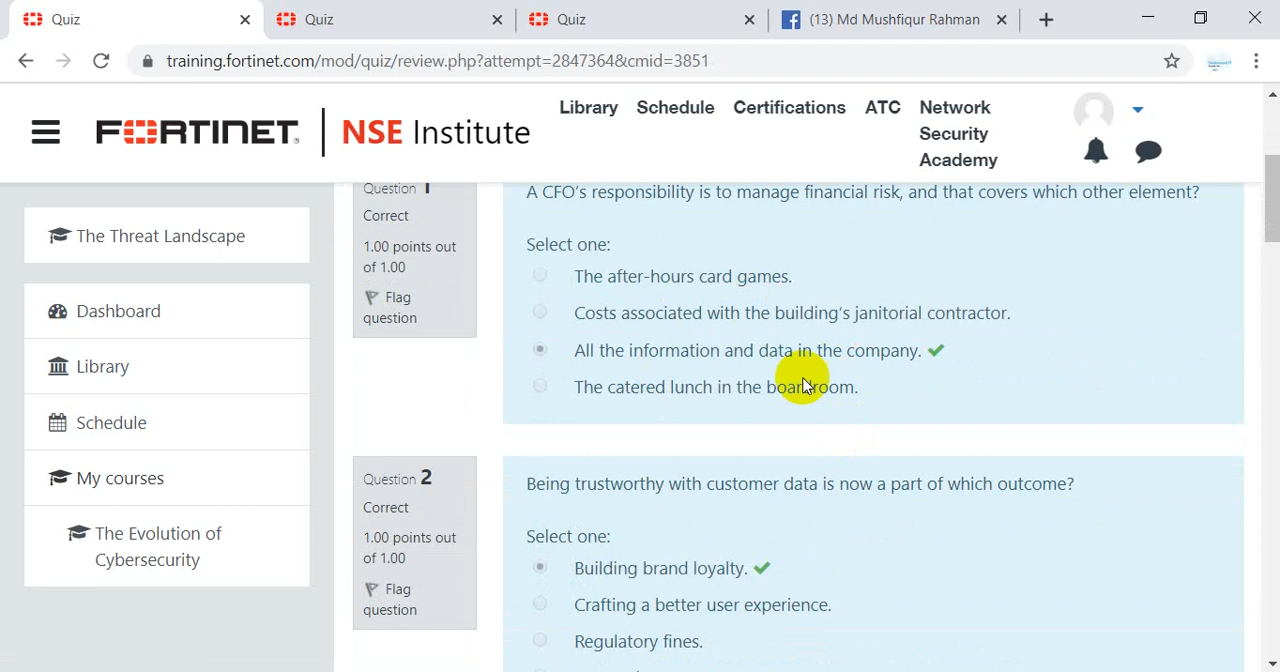 Quiz
Quiz
Quiz
(13) Md Mushfiqur Rahman
training.fortinet.com/mod/quiz/review.php?attempt=2847364&cmid=3851
FORTINET
NSE Institute
Library
Schedule
Certifications
ATC
Network
Security
Academy
The Threat Landscape
Dashboard
Library
Schedule
My courses
The Evolution of
Cybersecurity
Question 1
Correct
1.00 points out
of 1.00
Flag
question
A CFO's responsibility is to manage financial risk, and that covers which other element?
Select one:
The after-hours card games.
Costs associated with the building's janitorial contractor.
All the information and data in the company.
The catered lunch in the boardroom.
Question 2
Correct
1.00 points out
of 1.00
Flag
question
Being trustworthy with customer data is now a part of which outcome?
Select one:
Building brand loyalty.
Crafting a better user experience.
Regulatory fines.